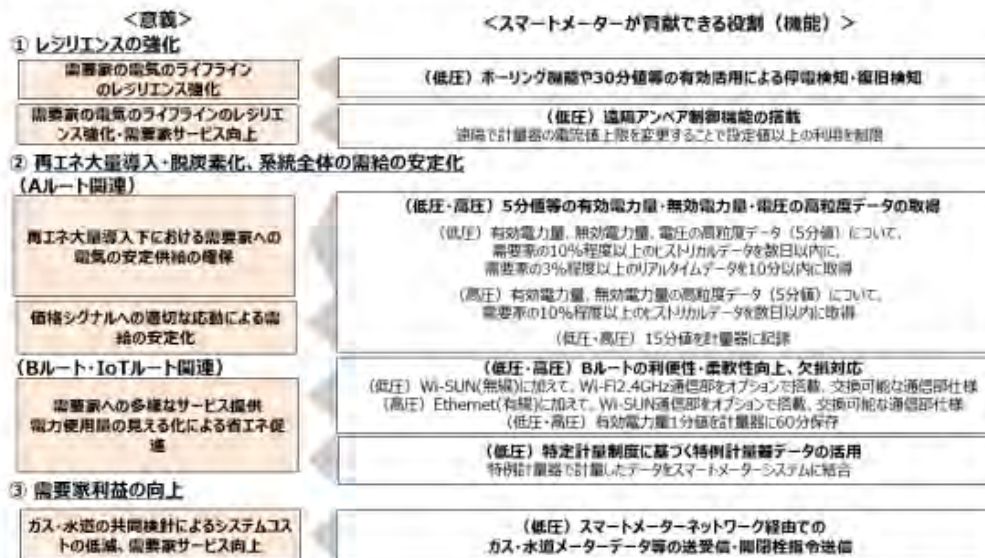 ＜意義＞
＜スマートメーターが貢献できる役割（機能）＞
① レジリエンスの強化
需要家の電気のライフライン
のレジリエンス強化
（低圧）ポーリング機能や30分値等の有効活用による停電検知・復旧検知
需要家の電気のライフラインのレジリエ
ンス強化・需要家サービス向上
（低圧）遠隔アンペア制御機能の搭載
遠隔で計量器の電流値上限を変更することで設定値以上の利用を制限
② 再エネ大量導入・脱炭素化、系統全体の需給の安定化
（Aルート関連）
再エネ大量導入下における需要家への
電気の安定供給の確保
価格シグナルへの適切な応動による需
給の安定化
（低圧・高圧）5分値等の有効電力量・無効電力量・電圧の高粒度データの取得
（低圧）有効電力量、無効電力量、電圧の高粒度データ（5分値）について、
需要家の10％程度以上のヒストリカルデータを数日以内に、
需要家の3％程度以上のリアルタイムデータを10分以内に取得
（高圧）有効電力量、無効電力量の高粒度データ（5分値）について、
需要家の10％程度以上のヒストリカルデータを数日以内に取得
（低圧・高圧）15分値を計量器に記録
（Bルート・IoTルート関連）
需要家への多様なサービス提供
電力使用量の見える化による省エネ促
進
（低圧・高圧）Bルートの利便性・柔軟性向上、欠損対応
（低圧）Wi-SUN(無線)に加えて、Wi-Fi2.4GHz通信部をオプションで搭載、交換可能な通信部仕様
（高圧）Ethernet(有線)に加えて、Wi-SUN通信部をオプションで搭載、交換可能な通信部仕様
（低圧・高圧）有効電力量1分値を計量器に60分保存
（低圧）特定計量制度に基づく特例計量器データの活用
特例計量器で計量したデータをスマートメーターシステムに結合
③ 需要家利益の向上
ガス・水道の共同検針によるシステムコス
トの低減、需要家サービス向上
（低圧）スマートメーターネットワーク経由での
ガス・水道メーターデータ等の送受信・開閉栓指令送信